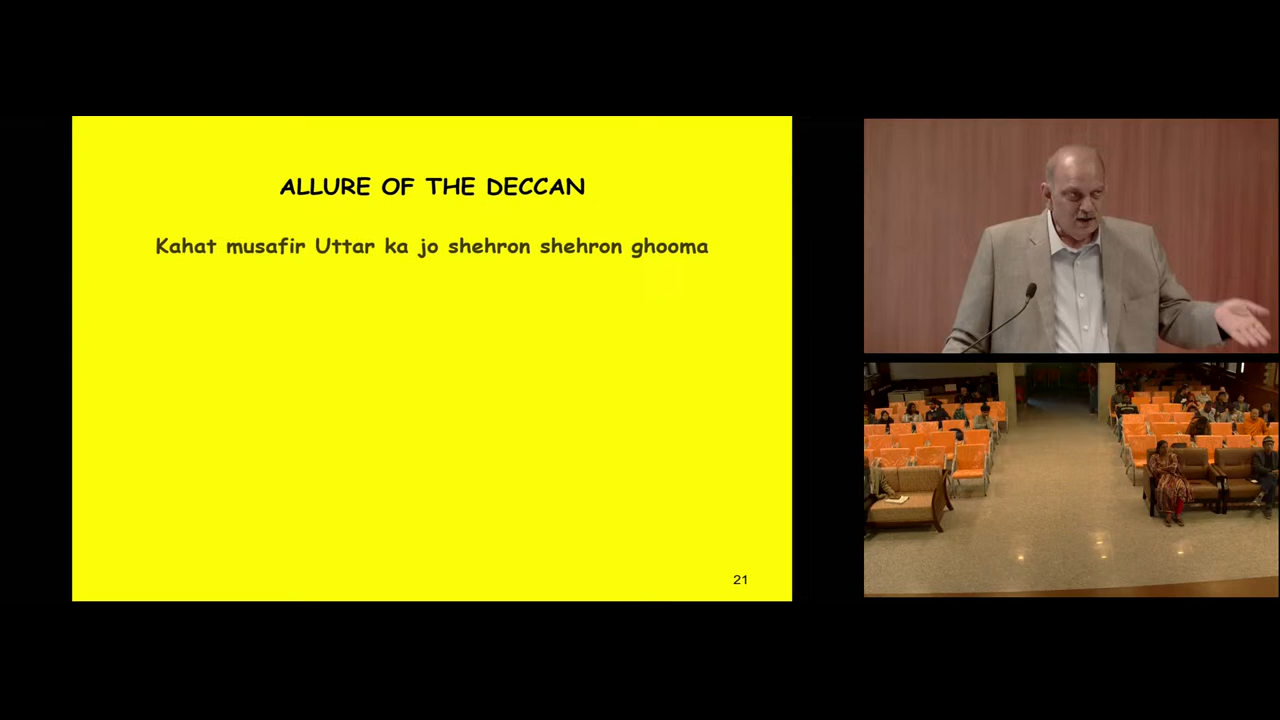 ALLURE OF THE DECCAN
Kahat musafir Uttar ka jo shehron shehron ghooma
21